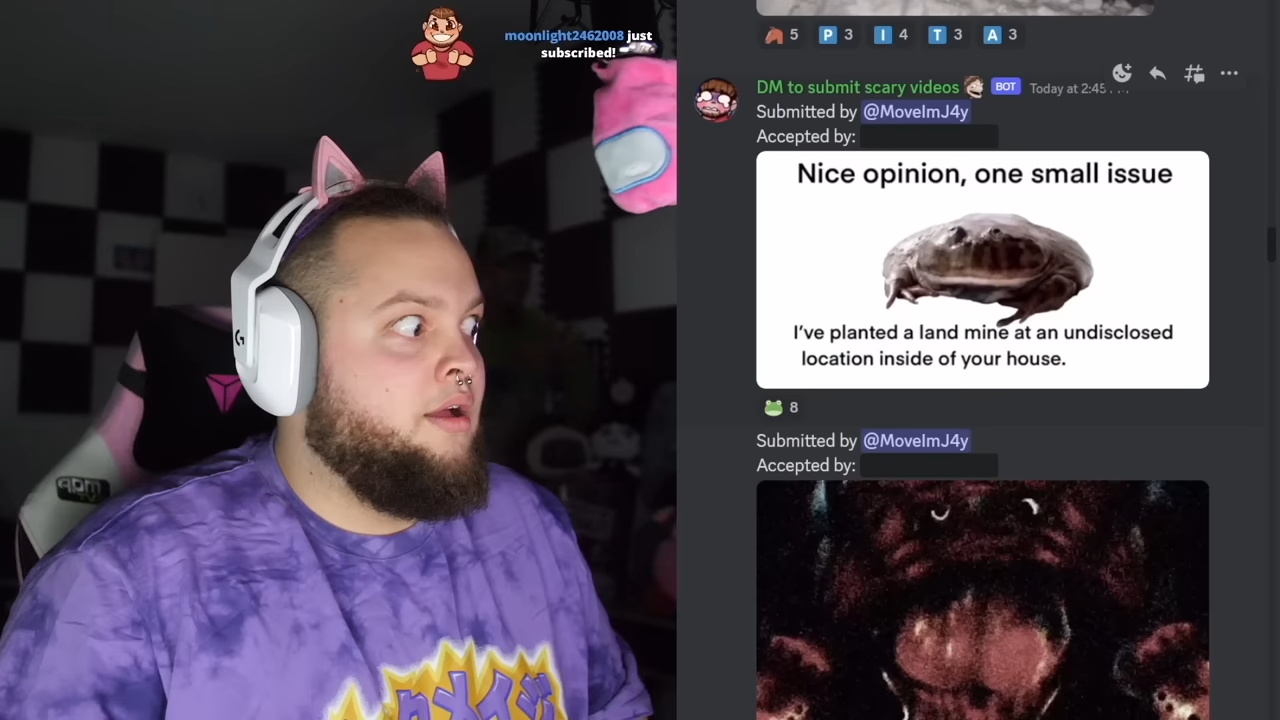 moonlight2462008 just
subscribed!
5 P 3 I 4 T 3 A 3
DM to submit scary videos BOT Today at 2:45
Submitted by @MoveImJ4y
Accepted by:
Nice opinion, one small issue
I've planted a land mine at an undisclosed
location inside of your house.
8
Submitted by @MoveImJ4y
Accepted by: